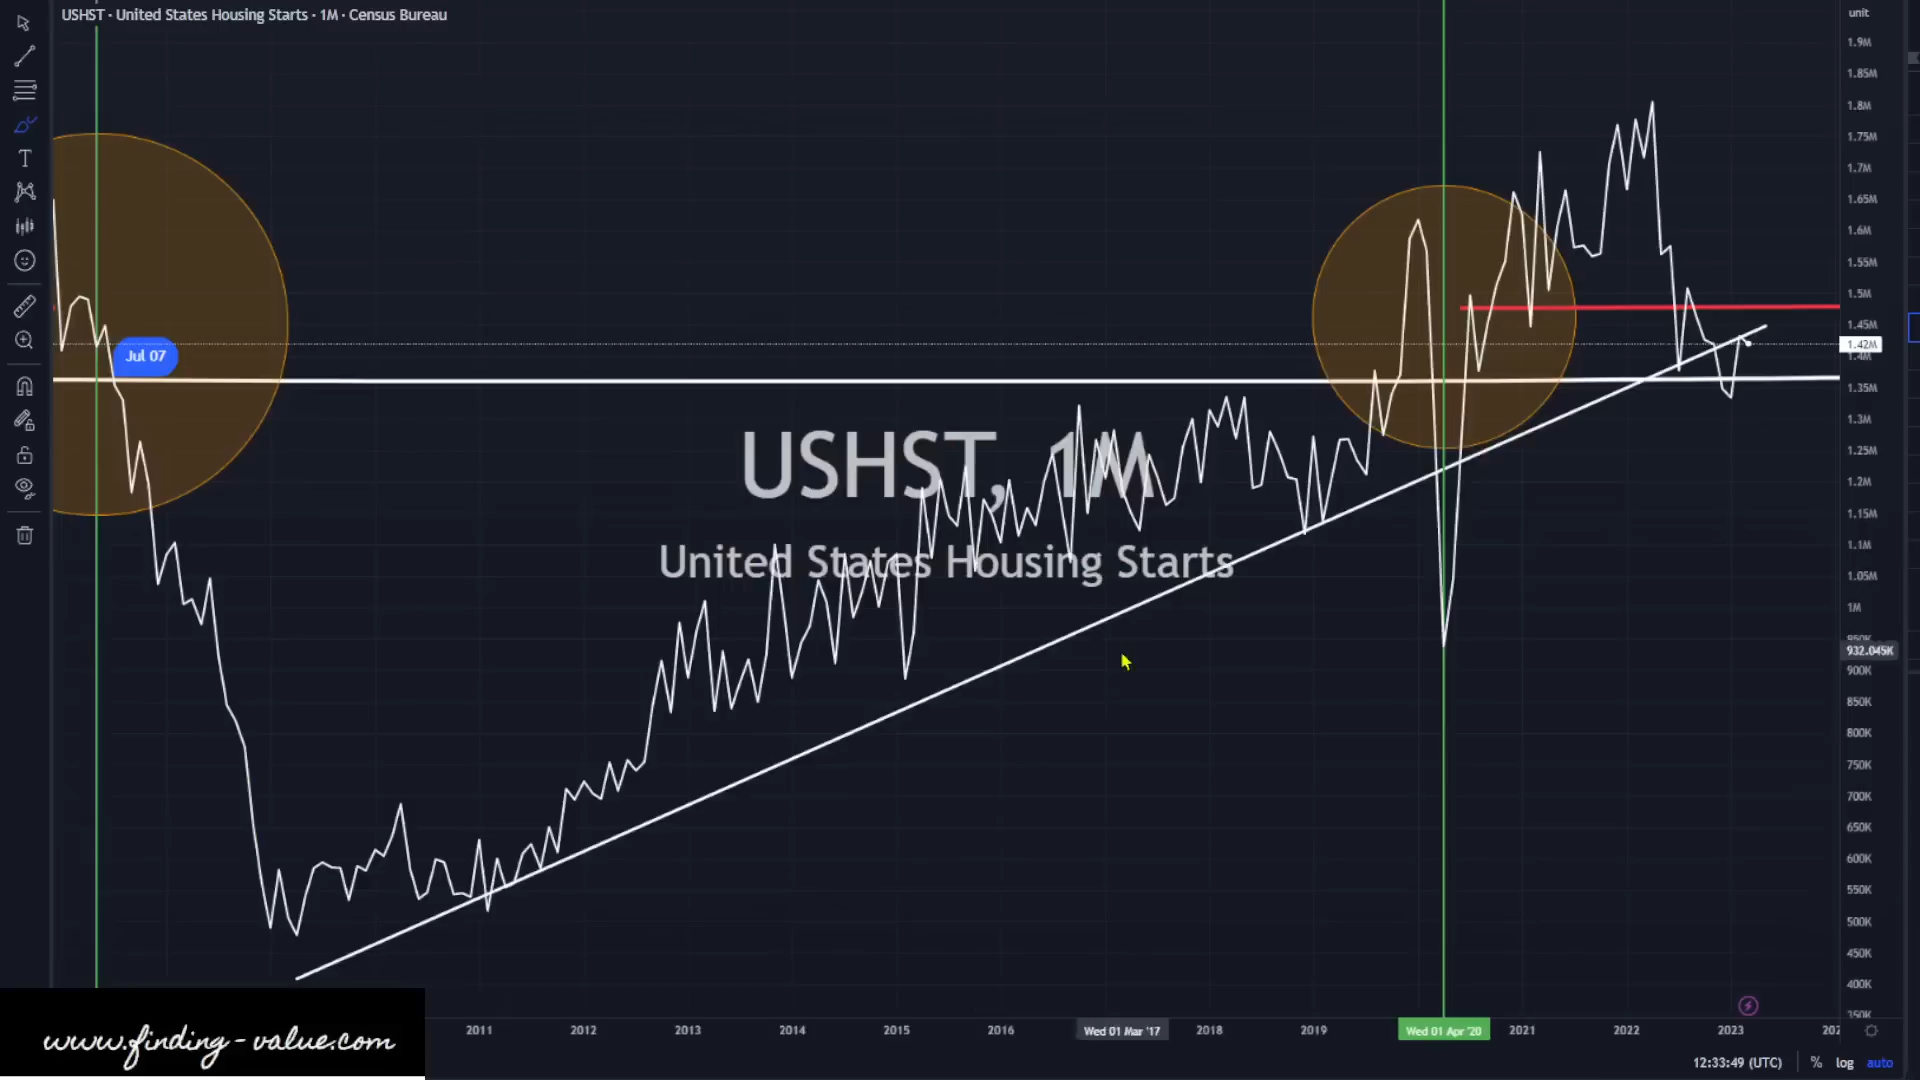 USHST · United States Housing Starts · 1M · Census Bureau
unit
1.9M
1.85M
1.8M
1.75M
1.7M
1.65M
1.6M
1.55M
1.5M
1.45M
1.42M
1.4M
1.35M
1.3M
1.25M
1.2M
1.15M
1.1M
1.05M
1M
950K
932.045K
900K
850K
800K
750K
700K
650K
600K
550K
500K
450K
400K
350K
Jul 07
USHST, 1M
United States Housing Starts
2011 2012 2013 2014 2015 2016 Wed 01 Mar '17 2018 2019 Wed 01 Apr '20 2021 2022 2023 202
www.finding-value.com
12:33:49 (UTC) % log auto